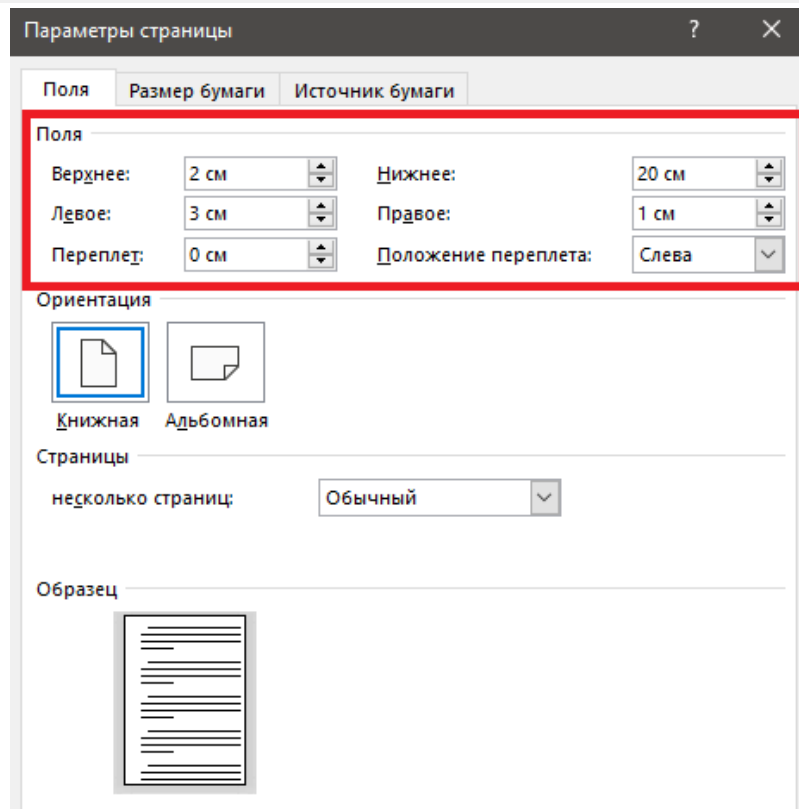 Параметры страницы ? ✕
Поля Размер бумаги Источник бумаги
Поля
Верхнее: 2 см Нижнее: 20 см
Левое: 3 см Правое: 1 см
Переплет: 0 см Положение переплета: Слева
Ориентация
Книжная Альбомная
Страницы
несколько страниц: Обычный
Образец